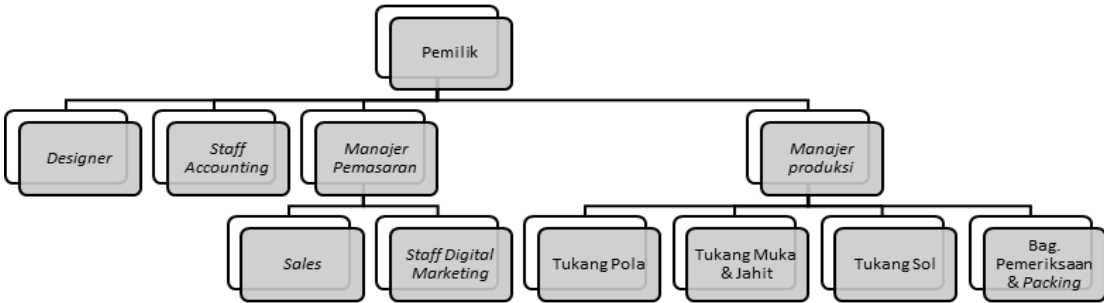 Pemilik
Designer
Staff
Accounting
Manajer
Pemasaran
Manajer
produksi
Sales
Staff Digital
Marketing
Tukang Pola
Tukang Muka
& Jahit
Tukang Sol
Bag.
Pemeriksaan
& Packing